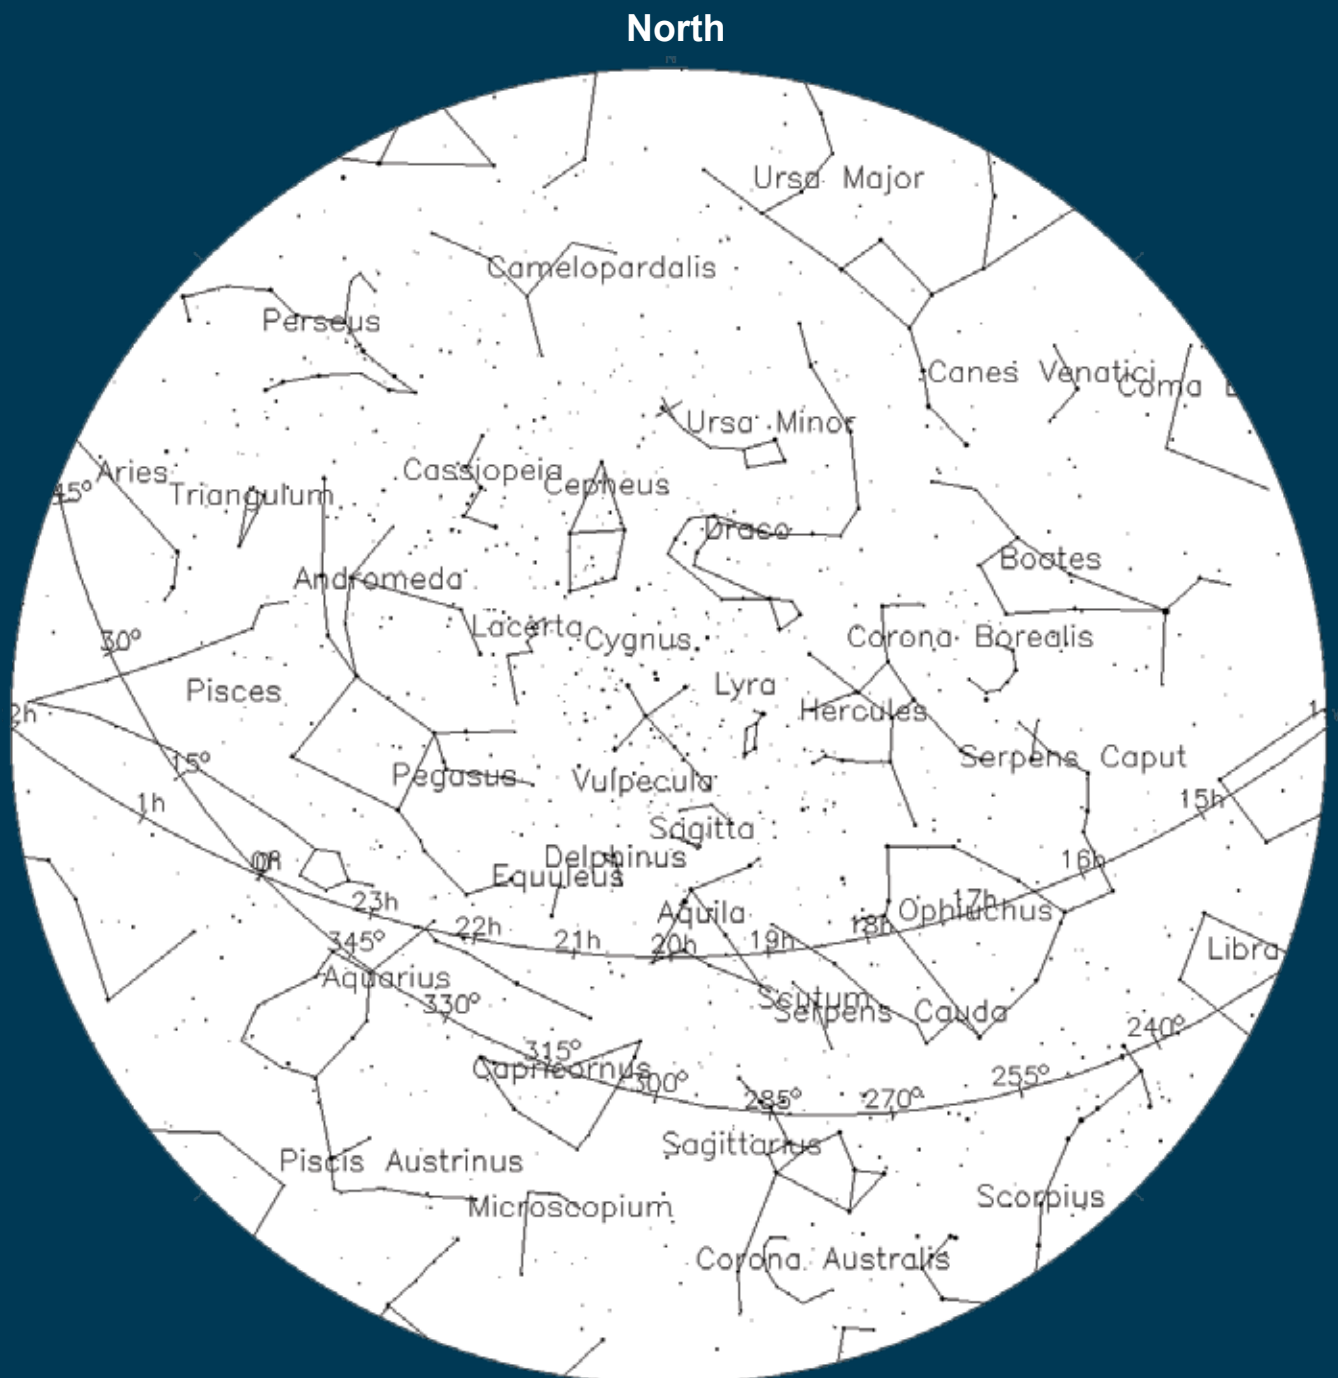 North
Ursa Major
Camelopardalis
Perseus
Canes Venatici
Coma B
Ursa Minor
Aries
Cassiopeia
Cepheus
45°
Triangulum
Draco
Bootes
Andromeda
Lacerta
Cygnus
Corona Borealis
30°
Pisces
Lyra
2h
Hercules
15°
Serpens Caput
Pegasus
Vulpecula
1h
15h
Sagitta
0h
Delphinus
16h
Equuleus
23h
17h
Aquila
Ophiuchus
22h
18h
345°
21h
20h
19h
Libra
Aquarius
330°
Scutum
Serpens Cauda
240°
315°
Capricornus
300°
285°
270°
255°
Sagittarius
Piscis Austrinus
Scorpius
Microscopium
Corona Australis